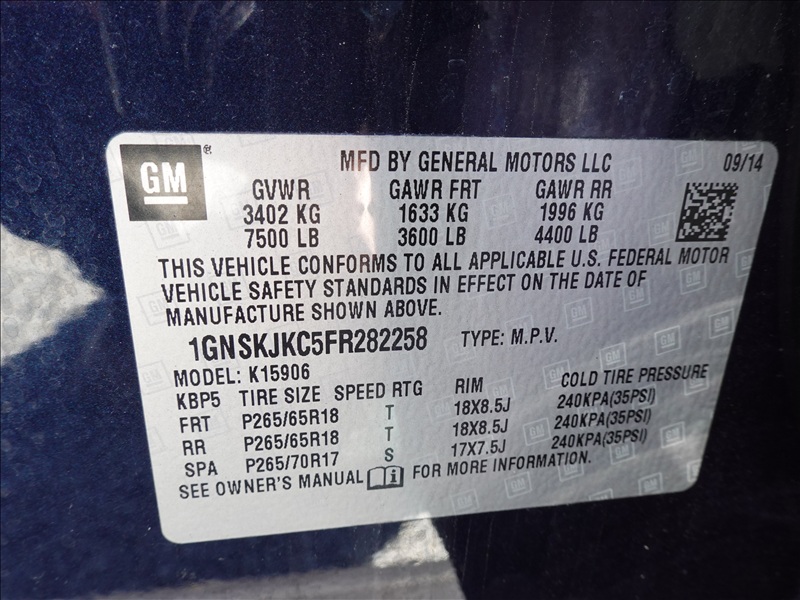 GM
MFD BY GENERAL MOTORS LLC 09/14
GVWR GAWR FRT GAWR RR
3402 KG 1633 KG 1996 KG
7500 LB 3600 LB 4400 LB
THIS VEHICLE CONFORMS TO ALL APPLICABLE U.S. FEDERAL MOTOR
VEHICLE SAFETY STANDARDS IN EFFECT ON THE DATE OF
MANUFACTURE SHOWN ABOVE.
1GNSKJKC5FR282258 TYPE: M.P.V.
MODEL: K15906
KBP5 TIRE SIZE SPEED RTG RIM COLD TIRE PRESSURE
FRT P265/65R18 T 18X8.5J 240KPA(35PSI)
RR P265/65R18 T 18X8.5J 240KPA(35PSI)
SPA P265/70R17 S 17X7.5J 240KPA(35PSI)
SEE OWNER'S MANUAL FOR MORE INFORMATION.